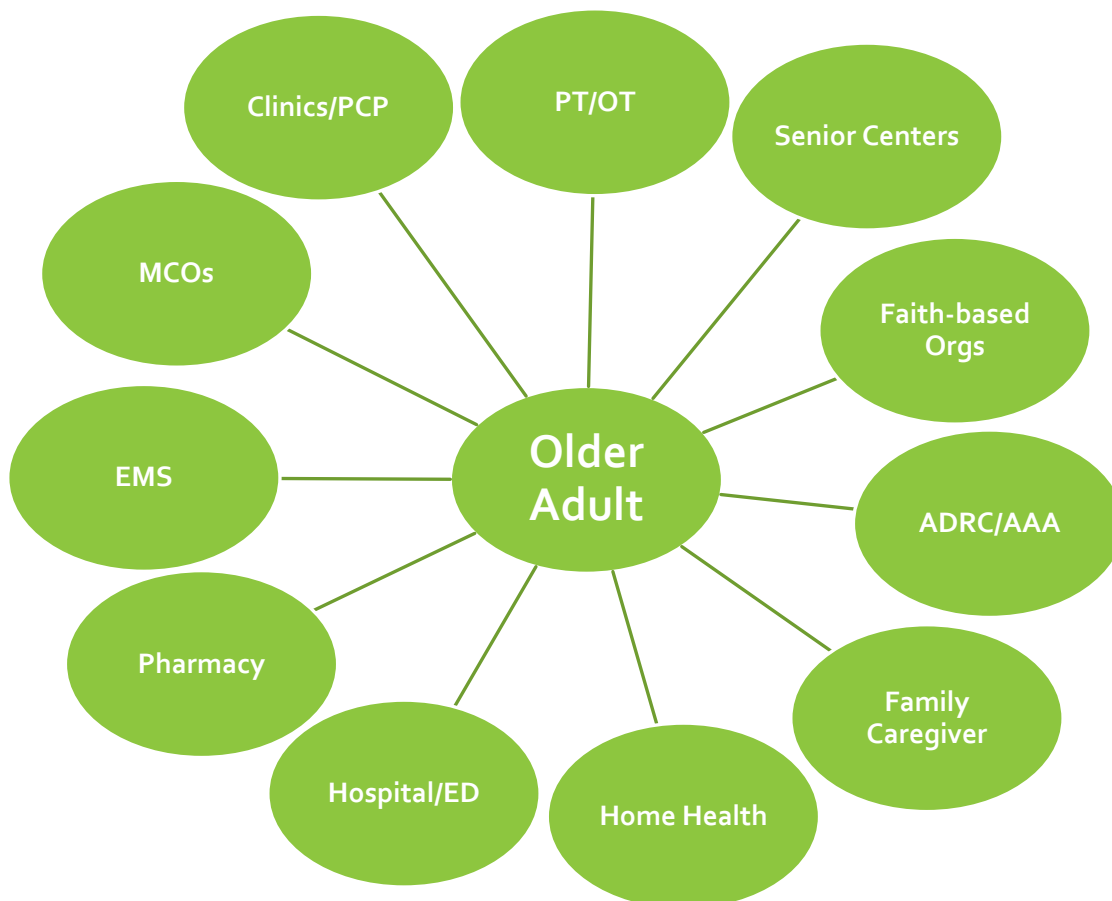 Clinics/PCP
PT/OT
Senior Centers
MCOs
Faith-based
Orgs
Older
Adult
EMS
ADRC/AAA
Pharmacy
Family
Caregiver
Hospital/ED
Home Health